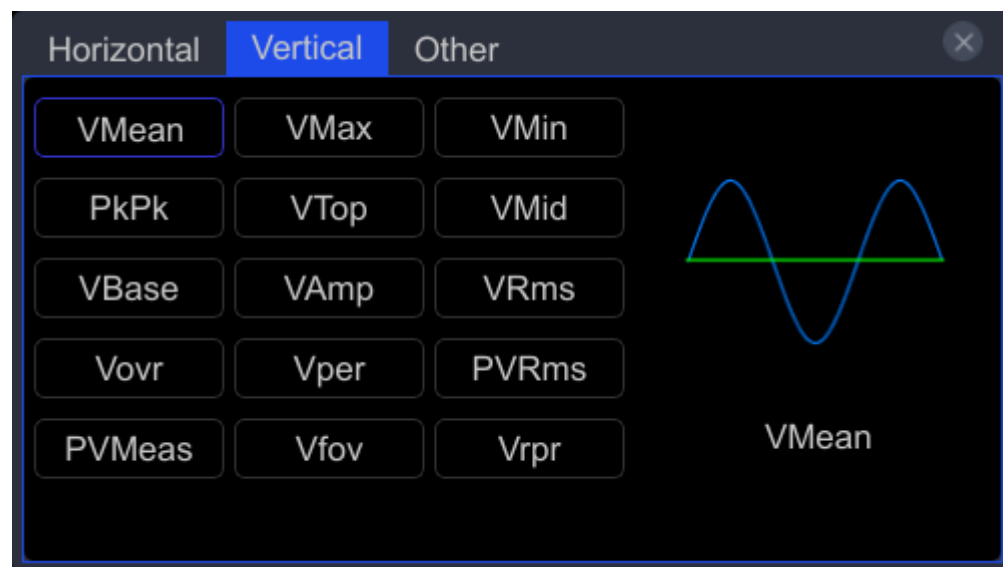 Horizontal Vertical Other
VMean VMax VMin
PkPk VTop VMid
VBase VAmp VRms
Vovr Vper PVRms
PVMeas Vfov Vrpr
VMean